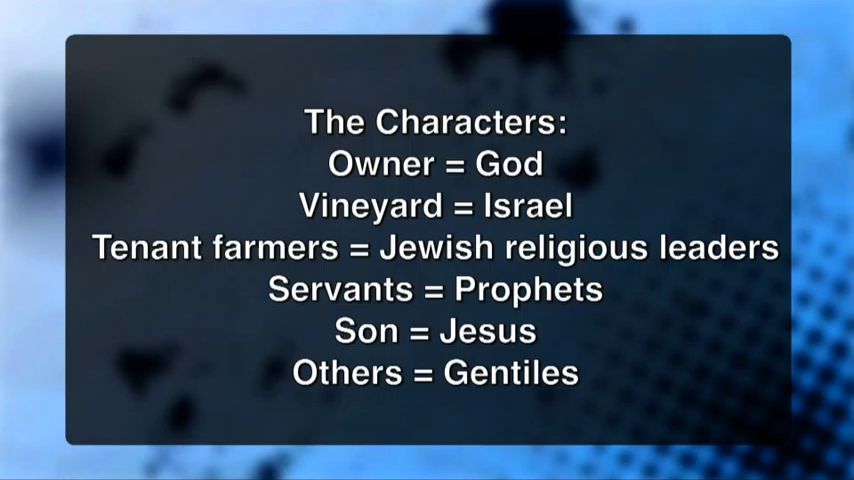 The Characters:
Owner = God
Vineyard = Israel
Tenant farmers = Jewish religious leaders
Servants = Prophets
Son = Jesus
Others = Gentiles